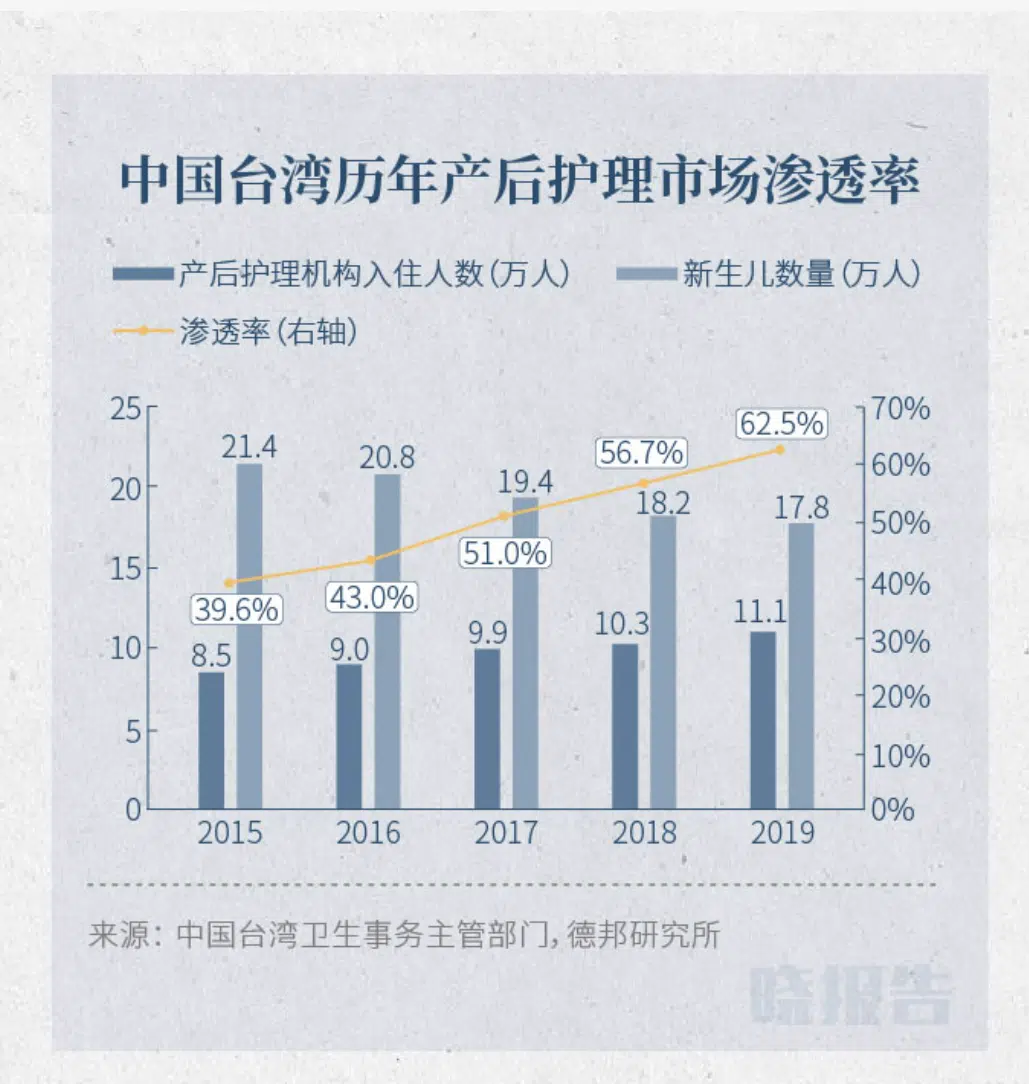 中国台湾历年产后护理市场渗透率
产后护理机构入住人数(万人) 新生儿数量(万人)
渗透率(右轴)
25 70%
21.4 20.8 19.4 18.2 17.8
39.6% 43.0% 51.0% 56.7% 62.5%
20 60%
50%
15 40%
8.5 9.0 9.9 10.3 11.1
10 30%
20%
5 10%
0 0%
2015 2016 2017 2018 2019
来源:中国台湾卫生事务主管部门,德邦研究所
晓报告